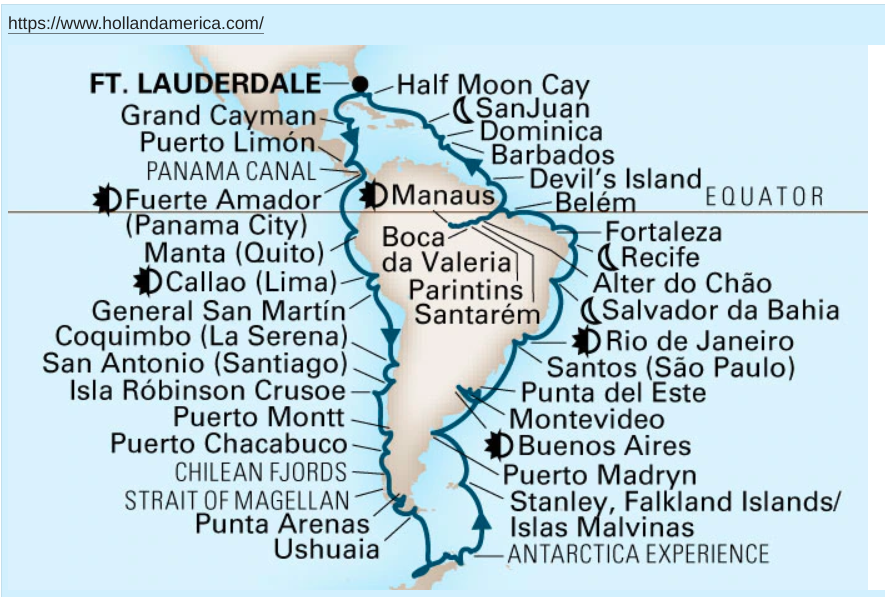 https://www.hollandamerica.com/
FT. LAUDERDALE
Half Moon Cay
SanJuan
Grand Cayman
Dominica
Puerto Limón
Barbados
PANAMA CANAL
Devil's Island
Fuerte Amador
(Panama City)
Manaus
Belém
EQUATOR
Manta (Quito)
Boca
da Valeria
Fortaleza
Recife
Callao (Lima)
Parintins
Alter do Chão
General San Martín
Santarém
Salvador da Bahia
Coquimbo (La Serena)
Rio de Janeiro
San Antonio (Santiago)
Santos (São Paulo)
Isla Róbinson Crusoe
Punta del Este
Puerto Montt
Montevideo
Puerto Chacabuco
Buenos Aires
CHILEAN FJORDS
Puerto Madryn
STRAIT OF MAGELLAN
Stanley, Falkland Islands/
Islas Malvinas
Punta Arenas
Ushuaia
ANTARCTICA EXPERIENCE